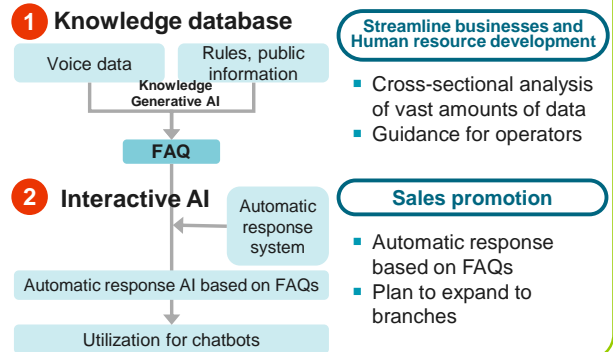 1 Knowledge database
Voice data
Rules, public
information
Knowledge
Generative AI
FAQ
Streamline businesses and
Human resource development
▪ Cross-sectional analysis
of vast amounts of data
▪ Guidance for operators
2 Interactive AI
Automatic
response
system
Automatic response AI based on FAQs
Utilization for chatbots
Sales promotion
▪ Automatic response
based on FAQs
▪ Plan to expand to
branches